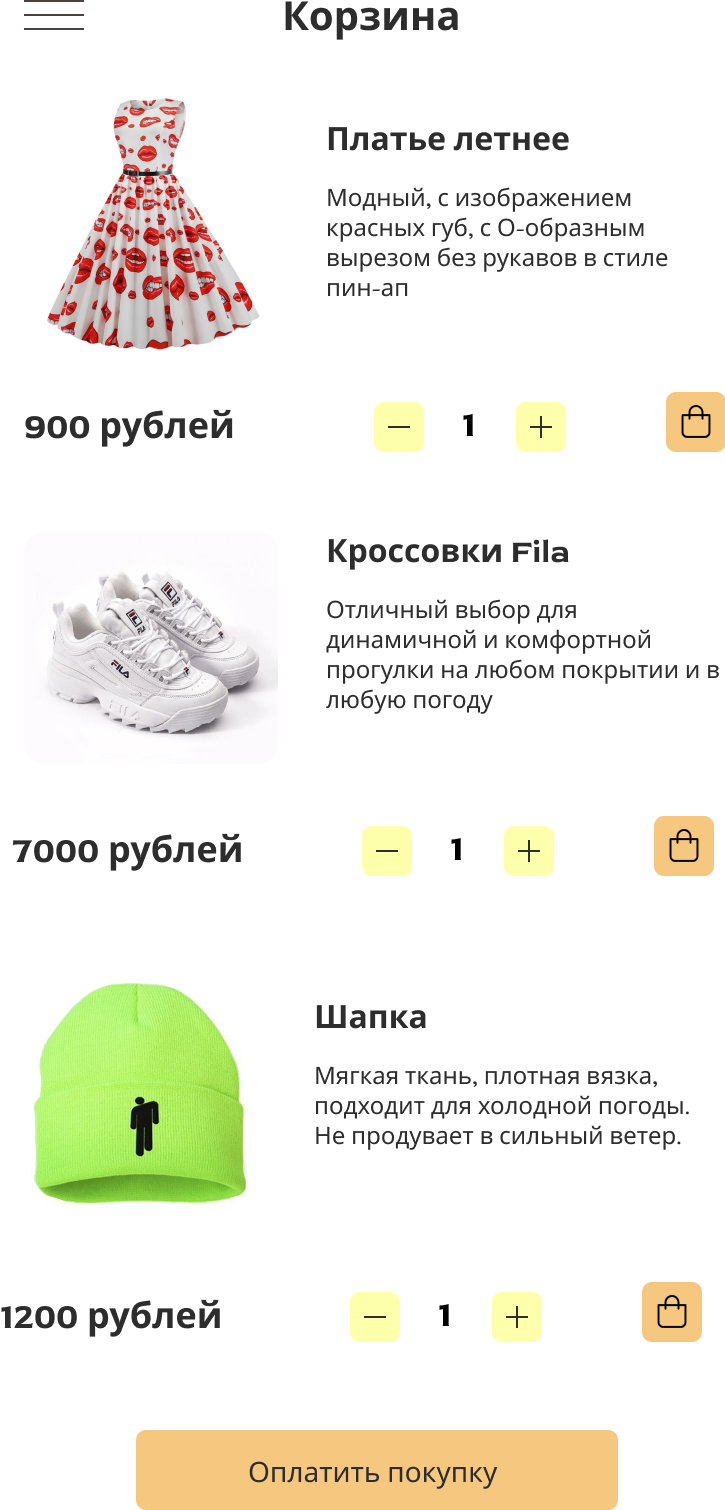 Корзина
Платье летнее
Модный, с изображением
красных губ, с О-образным
вырезом без рукавов в стиле
пин-ап
900 рублей
1
Кроссовки Fila
Отличный выбор для
динамичной и комфортной
прогулки на любом покрытии и в
любую погоду
FILA
7000 рублей
1
Шапка
Мягкая ткань, плотная вязка,
подходит для холодной погоды.
Не продувает в сильный ветер.
1200 рублей
1
Оплатить покупку